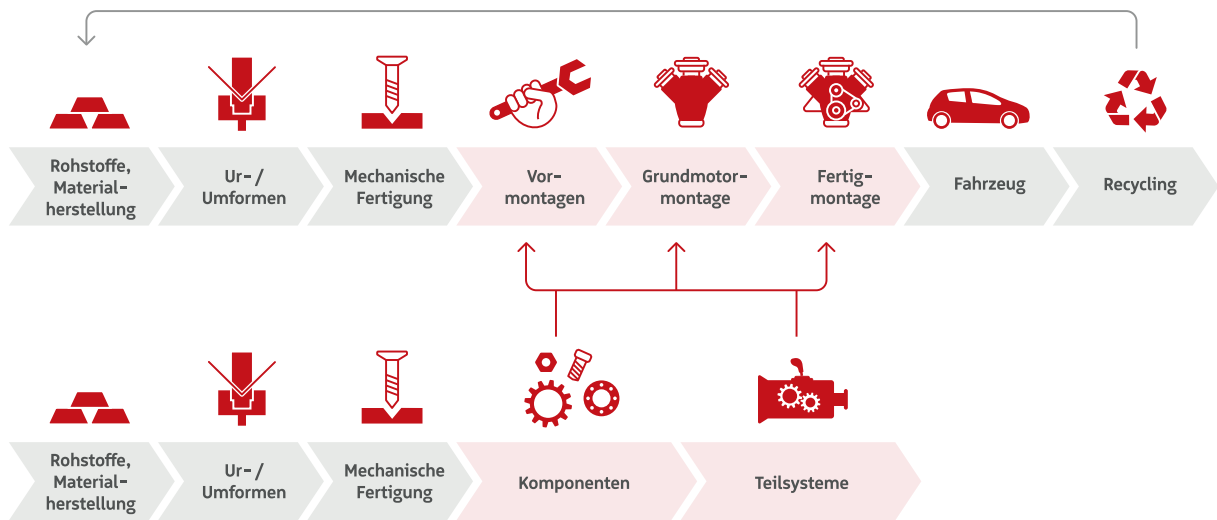 Rohstoffe,
Material-
herstellung
Ur- /
Umformen
Mechanische
Fertigung
Vor-
montagen
Grundmotor-
montage
Fertig-
montage
Fahrzeug
Recycling
Rohstoffe,
Material-
herstellung
Ur- /
Umformen
Mechanische
Fertigung
Komponenten
Teilsysteme